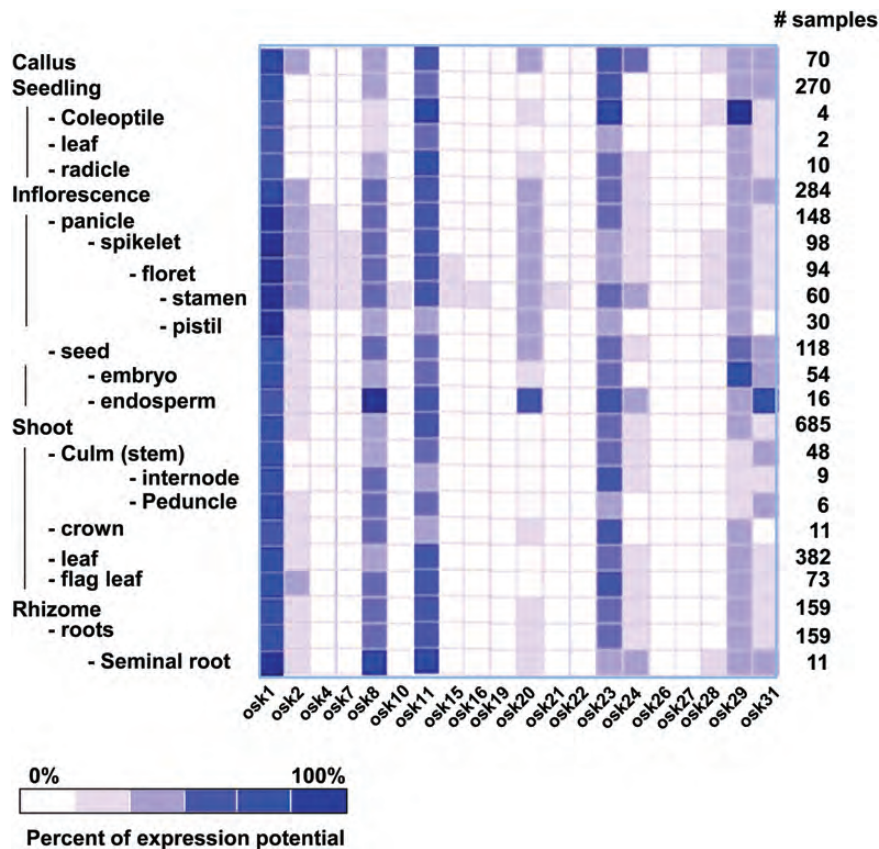 # samples
Callus 70
Seedling 270
- Coleoptile 4
- leaf 2
- radicle 10
Inflorescence 284
- panicle 148
- spikelet 98
- floret 94
- stamen 60
- pistil 30
- seed 118
- embryo 54
- endosperm 16
Shoot 685
- Culm (stem) 48
- internode 9
- Peduncle 6
- crown 11
- leaf 382
- flag leaf 73
Rhizome 159
- roots 159
- Seminal root 11
osk1 osk2 osk4 osk7 osk8 osk10 osk11 osk15 osk16 osk19 osk20 osk21 osk22 osk23 osk24 osk26 osk27 osk28 osk29 osk31
0% 100%
Percent of expression potential